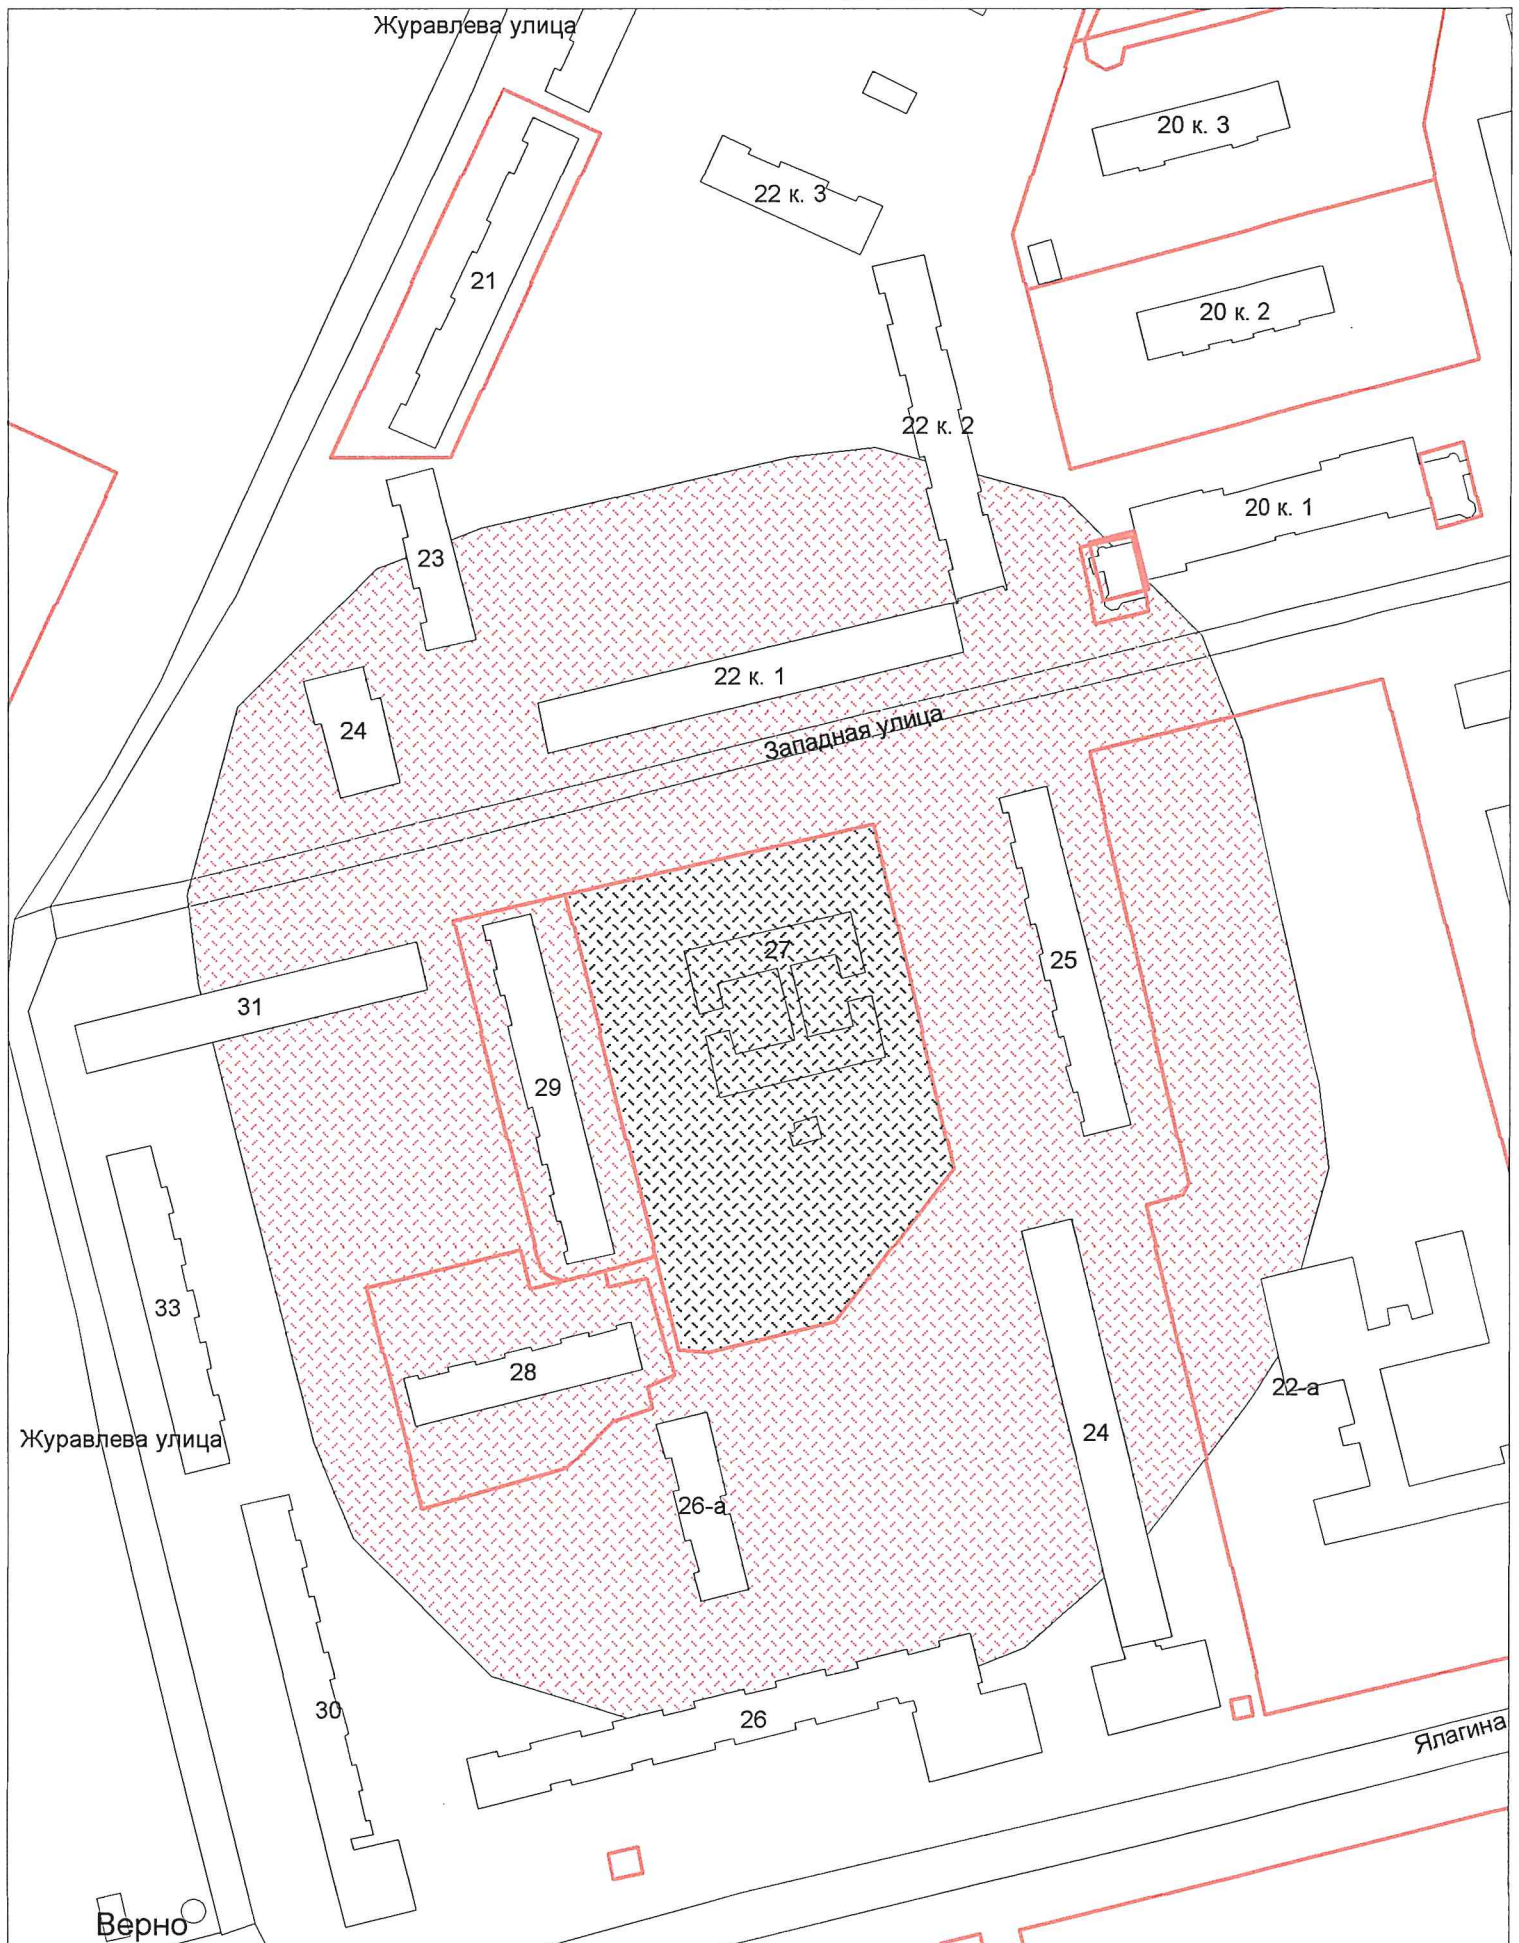 Журавлева улица
20 к. 3
22 к. 3
21
20 к. 2
22 к. 2
20 к. 1
23
22 к. 1
24
Западная улица
27
25
31
29
33
28
22-а
24
Журавлева улица
26-а
30
26
Ялагина
Верно